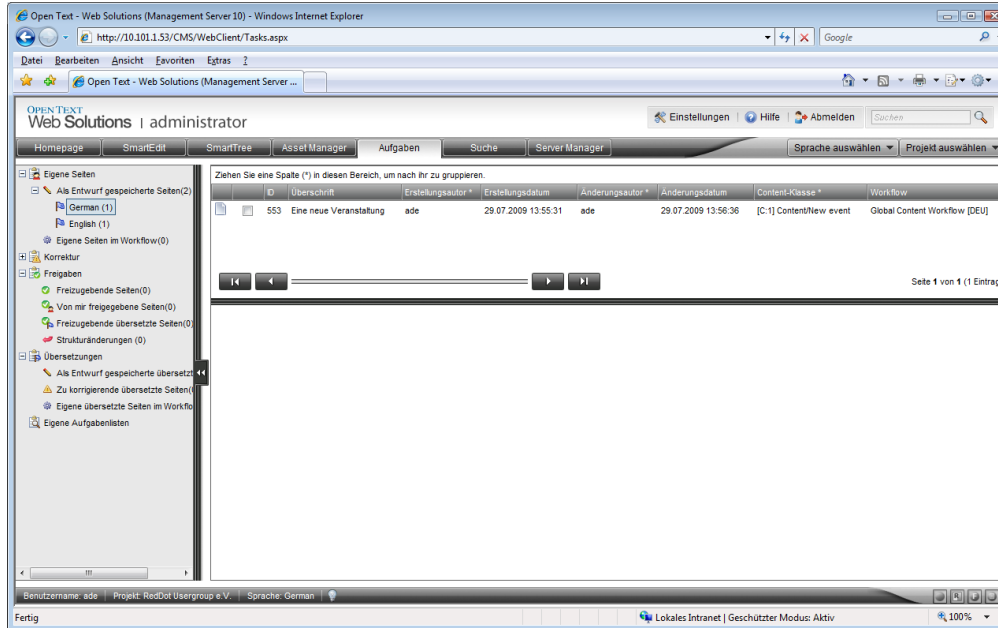 Open Text - Web Solutions (Management Server 10) - Windows Internet Explorer
http://10.101.1.53/CMS/WebClient/Tasks.aspx
Google
Datei Bearbeiten Ansicht Favoriten Extras ?
Open Text - Web Solutions (Management Server ...
OPEN TEXT
Web Solutions | administrator
Einstellungen | Hilfe | Abmelden
Suchen
Homepage SmartEdit SmartTree Asset Manager Aufgaben Suche Server Manager Sprache auswählen Projekt auswählen
Eigene Seiten
Als Entwurf gespeicherte Seiten(2)
German (1)
English (1)
Eigene Seiten im Workflow(0)
Korrektur
Freigaben
Freizugebende Seiten(0)
Von mir freigegebene Seiten(0)
Freizugebende übersetzte Seiten(0)
Strukturänderungen (0)
Übersetzungen
Als Entwurf gespeicherte übersetzt
Zu korrigierende übersetzte Seiten(
Eigene übersetzte Seiten im Workflo
Eigene Aufgabenlisten
Ziehen Sie eine Spalte (*) in diesen Bereich, um nach ihr zu gruppieren.
ID Überschrift Erstellungsautor * Erstellungsdatum Änderungsautor * Änderungsdatum Content-Klasse * Workflow
553 Eine neue Veranstaltung ade 29.07.2009 13:55:31 ade 29.07.2009 13:56:36 [C:1] Content/New event Global Content Workflow [DEU]
Seite 1 von 1 (1 Eintrag
Benutzername: ade | Projekt: RedDot Usergroup e.V. | Sprache: German
Fertig
Lokales Intranet | Geschützter Modus: Aktiv
100%